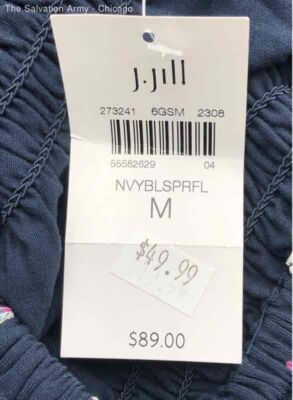 The Salvation Army - Chicago
j.jill
273241 6GSM 2308
55582629 04
NVYBLSPRFL
M
$49.99
$89.00